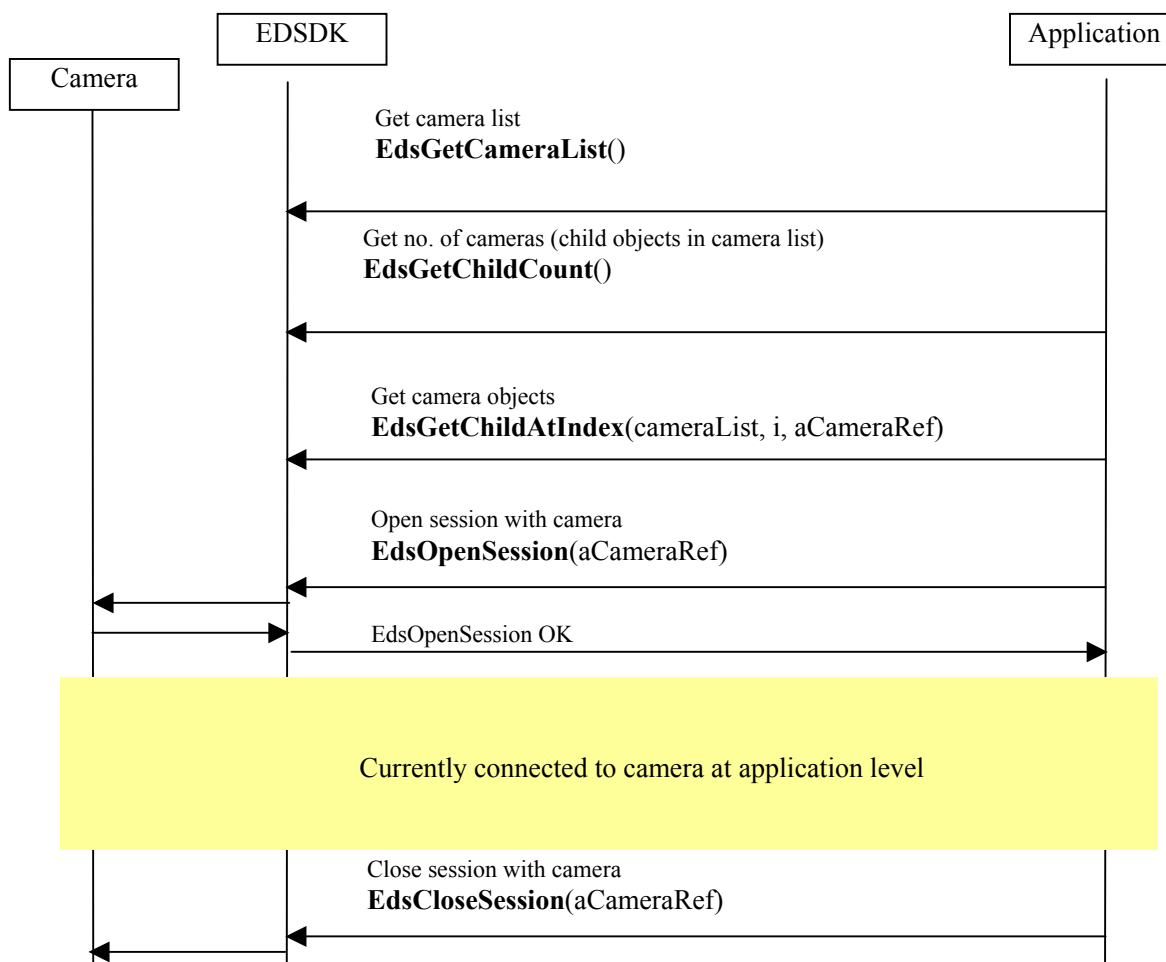 EDSDK
Application
Camera
Get camera list
EdsGetCameraList()
Get no. of cameras (child objects in camera list)
EdsGetChildCount()
Get camera objects
EdsGetChildAtIndex(cameraList, i, aCameraRef)
Open session with camera
EdsOpenSession(aCameraRef)
EdsOpenSession OK
Currently connected to camera at application level
Close session with camera
EdsCloseSession(aCameraRef)